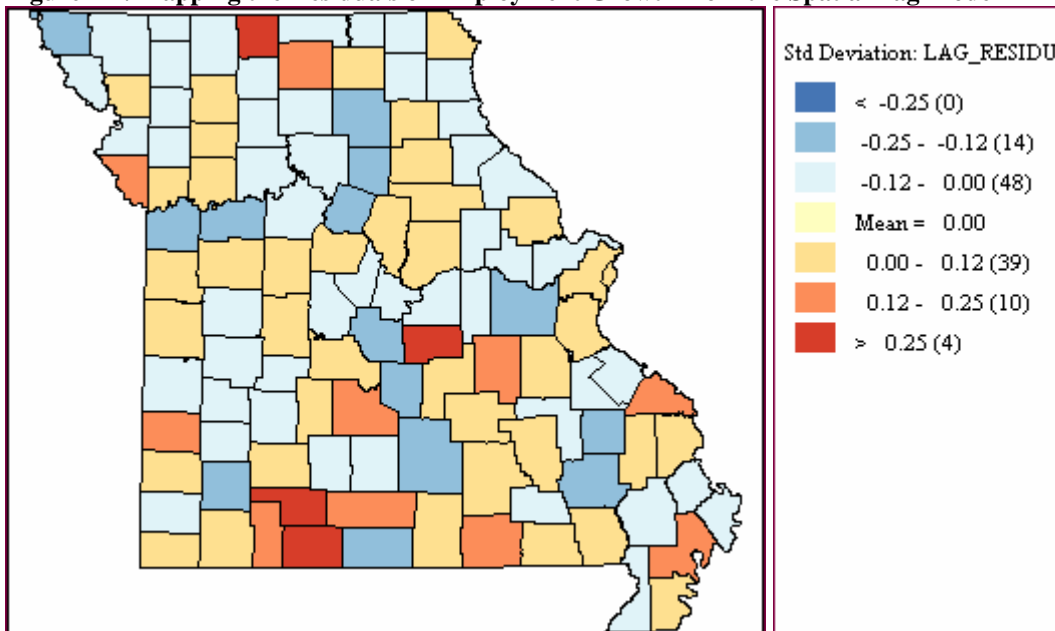 Std Deviation: LAG_RESIDU
< -0.25 (0)
-0.25 - -0.12 (14)
-0.12 - 0.00 (48)
Mean = 0.00
0.00 - 0.12 (39)
0.12 - 0.25 (10)
> 0.25 (4)